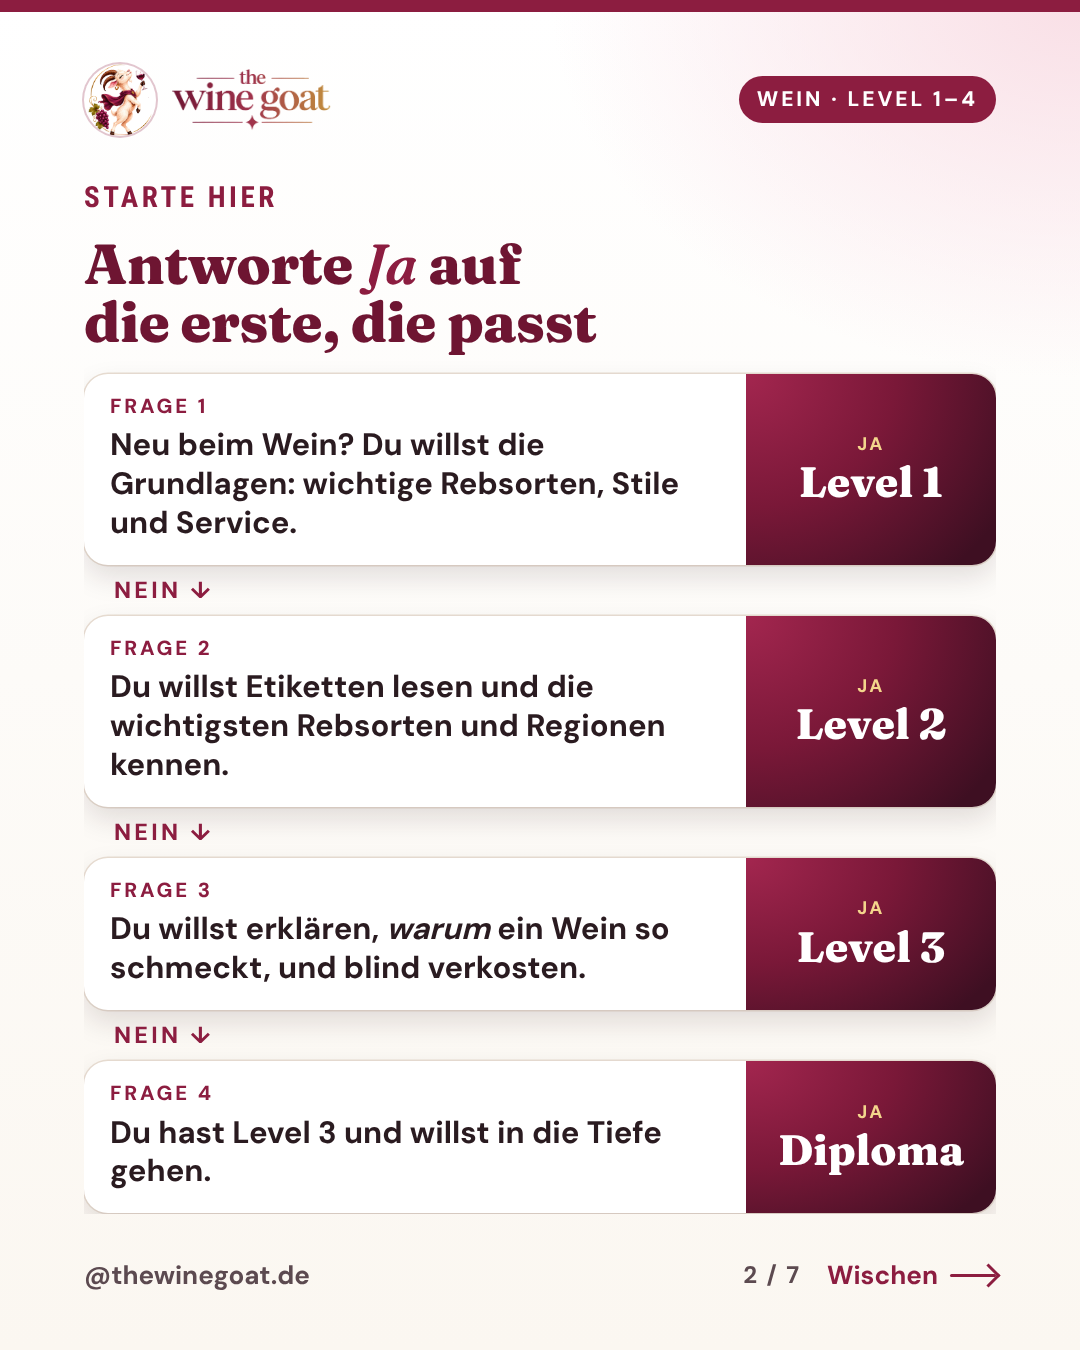 the
wine goat
WEIN · LEVEL 1–4
STARTE HIER
Antworte Ja auf
die erste, die passt
FRAGE 1
Neu beim Wein? Du willst die
Grundlagen: wichtige Rebsorten, Stile
und Service.
JA
Level 1
NEIN ↓
FRAGE 2
Du willst Etiketten lesen und die
wichtigsten Rebsorten und Regionen
kennen.
JA
Level 2
NEIN ↓
FRAGE 3
Du willst erklären, warum ein Wein so
schmeckt, und blind verkosten.
JA
Level 3
NEIN ↓
FRAGE 4
Du hast Level 3 und willst in die Tiefe
gehen.
JA
Diploma
@thewinegoat.de
2 / 7 Wischen →